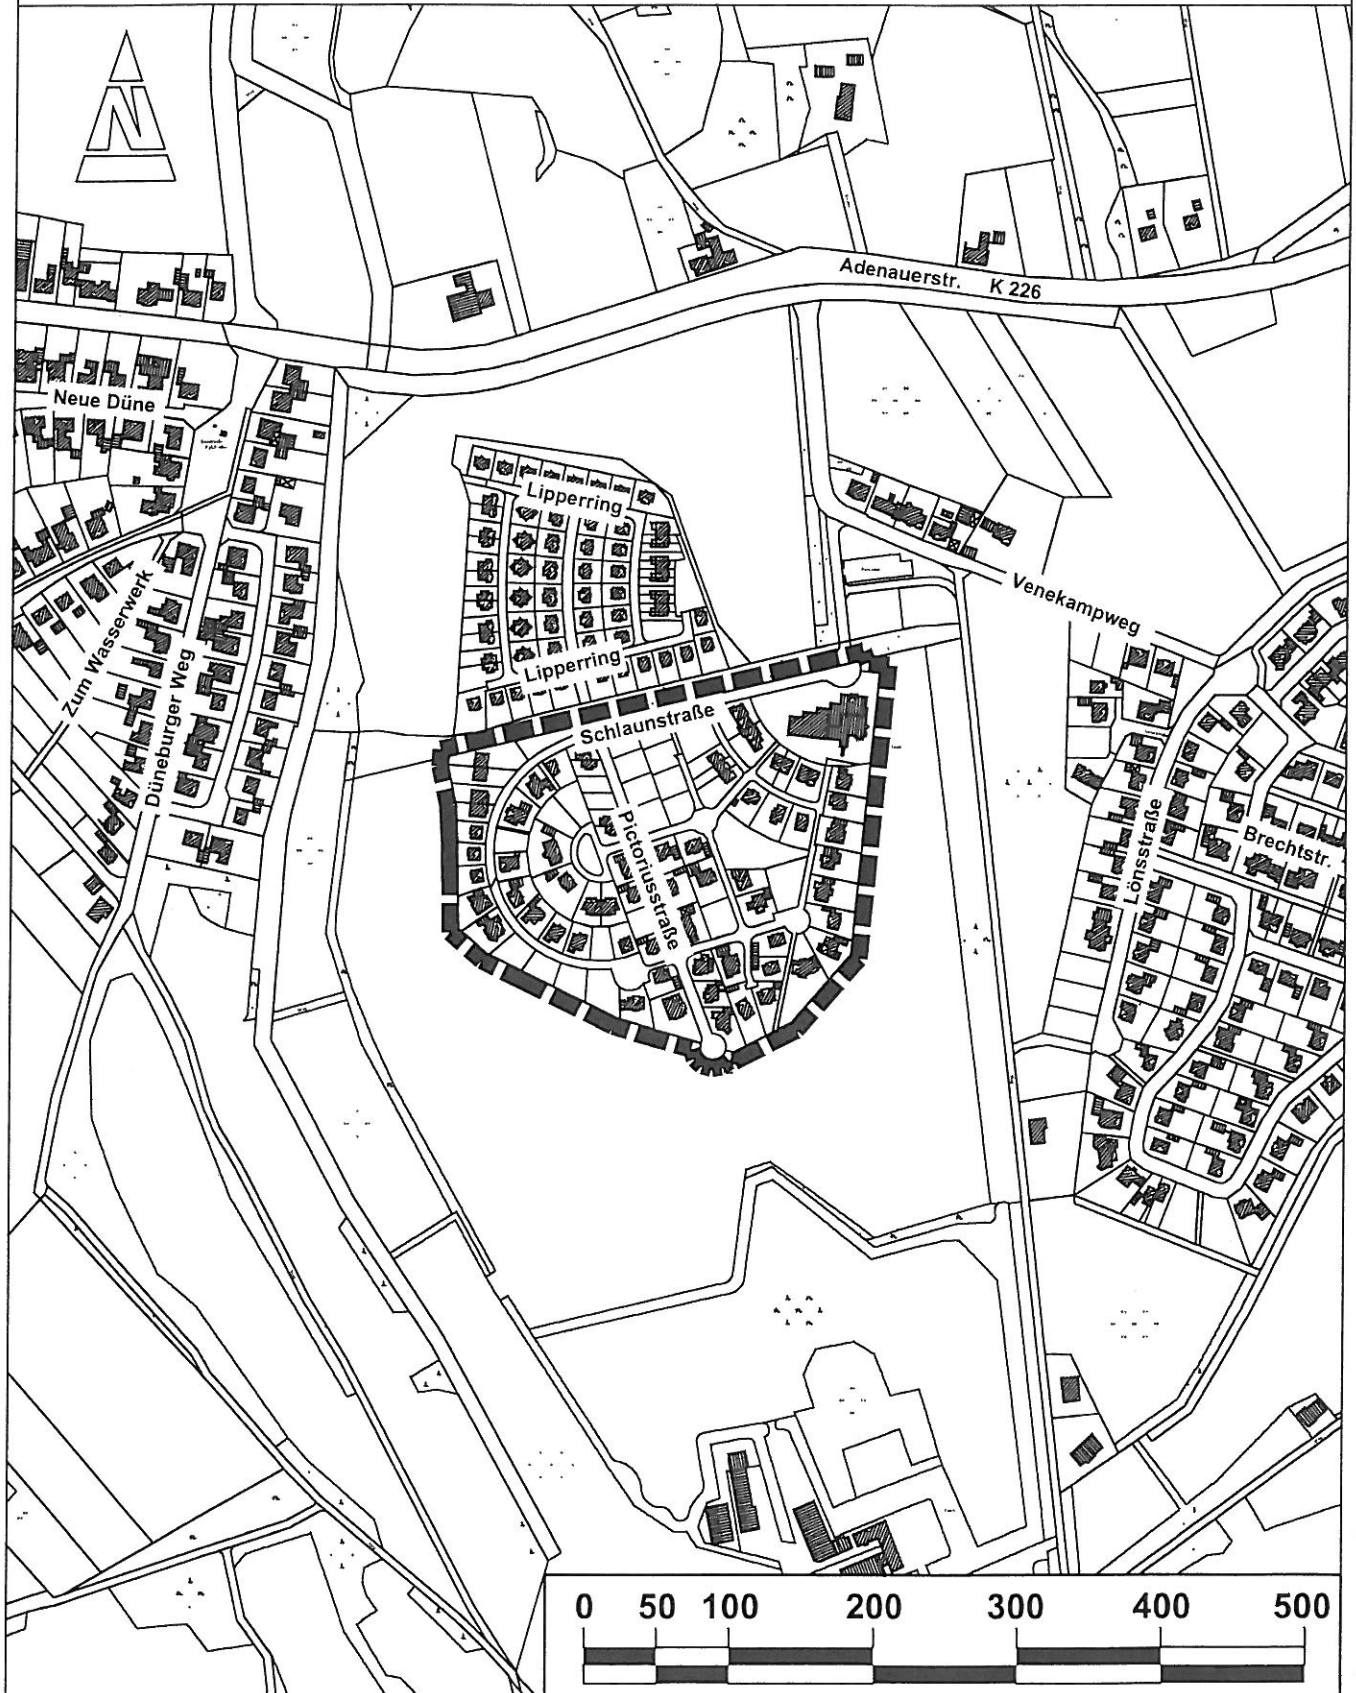 N
Adenauerstr. K 226
Neue Düne
Lipperring
Zum Wasserwerk
Venekampweg
Düneburger Weg
Lipperring
Schlaunstraße
Pictoriusstraße
Lönsstraße
Brechtstr.
0 50 100 200 300 400 500